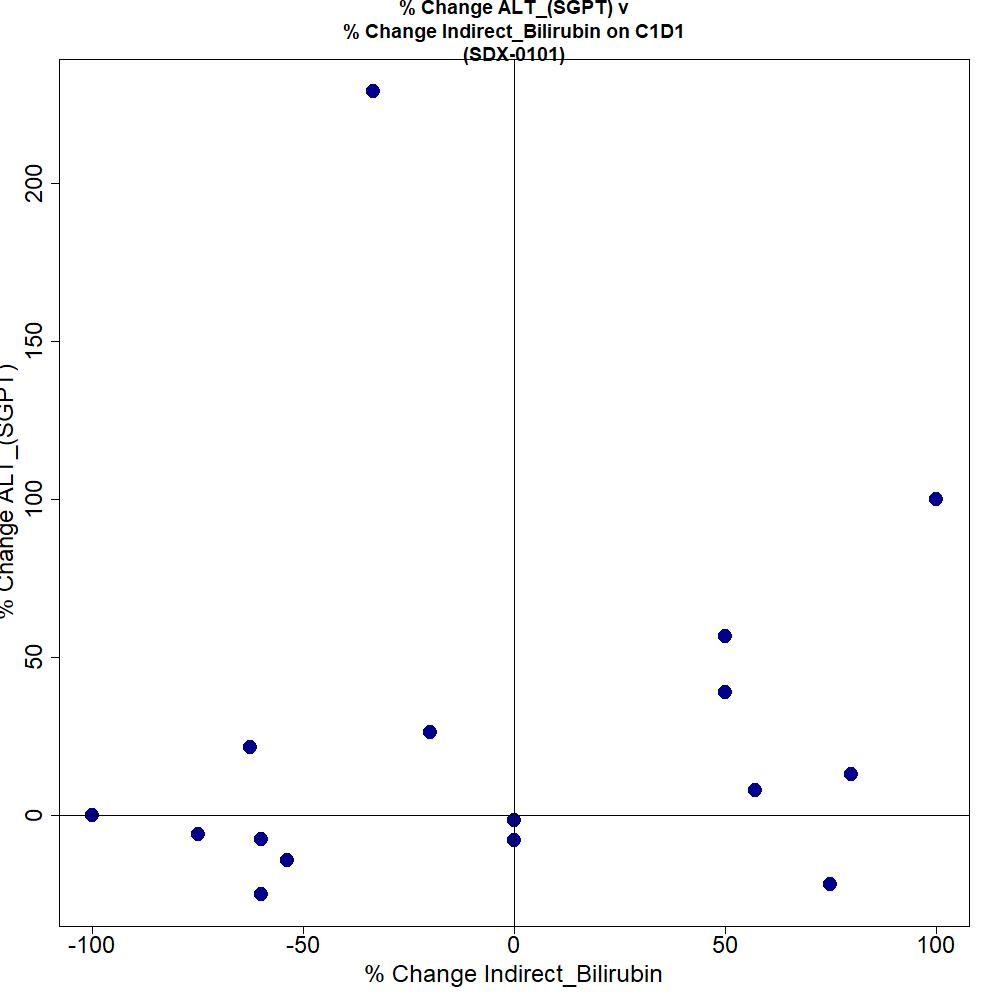 % Change ALT_(SGPT) v
% Change Indirect_Bilirubin on C1D1
(SDX-0101)
% Change ALT_(SGPT)
200
150
100
50
0
-100
-50
0
50
100
% Change Indirect_Bilirubin